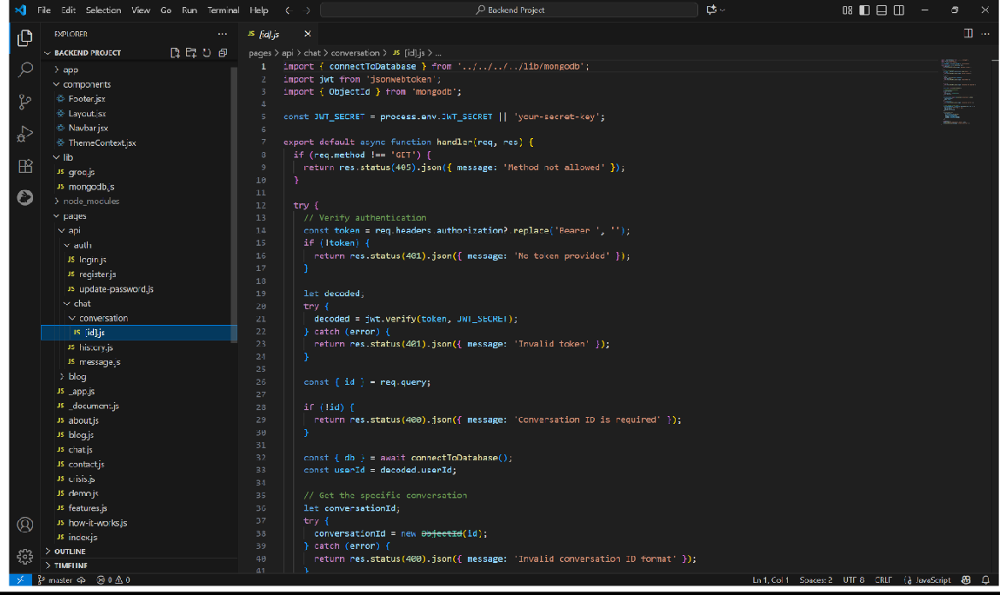 File Edit Selection View Go Run Terminal Help Backend Project
EXPLORER
BACKEND PROJECT
app
components
Footer.jsx
Layout.jsx
Navbar.jsx
ThemeContext.jsx
lib
groq.js
mongodb.js
node_modules
pages
api
auth
login.js
register.js
update-password.js
chat
conversation
[id].js
history.js
message.js
blog
_app.js
_document.js
about.js
blog.js
chat.js
contact.js
crisis.js
demo.js
features.js
how-it-works.js
index.js
OUTLINE
TIMELINE
JS [id].js
pages > api > chat > conversation > JS [id].js > ...
1 import { connectToDatabase } from '../../../../lib/mongodb';
2 import jwt from 'jsonwebtoken';
3 import { ObjectId } from 'mongodb';
4
5 const JWT_SECRET = process.env.JWT_SECRET || 'your-secret-key';
6
7 export default async function handler(req, res) {
8 if (req.method !== 'GET') {
9 return res.status(405).json({ message: 'Method not allowed' });
10 }
11
12 try {
13 // Verify authentication
14 const token = req.headers.authorization?.replace('Bearer ', '');
15 if (!token) {
16 return res.status(401).json({ message: 'No token provided' });
17 }
18
19 let decoded;
20 try {
21 decoded = jwt.verify(token, JWT_SECRET);
22 } catch (error) {
23 return res.status(401).json({ message: 'Invalid token' });
24 }
25
26 const { id } = req.query;
27
28 if (!id) {
29 return res.status(400).json({ message: 'Conversation ID is required' });
30 }
31
32 const { db } = await connectToDatabase();
33 const userId = decoded.userId;
34
35 // Get the specific conversation
36 let conversationId;
37 try {
38 conversationId = new ObjectId(id);
39 } catch (error) {
40 return res.status(400).json({ message: 'Invalid conversation ID format' });
41 }
master 0 0 Ln 1, Col 1 Spaces: 2 UTF-8 CRLF {} JavaScript